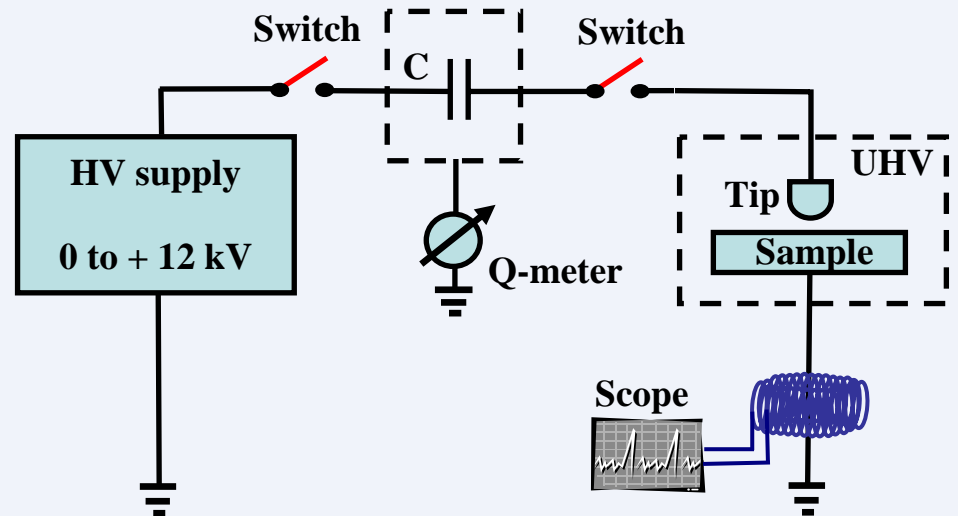 Switch
Switch
C
HV supply
0 to + 12 kV
UHV
Tip
Sample
Q-meter
Scope